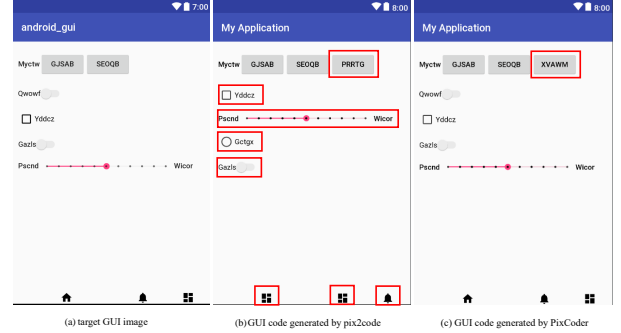 7:00
android_gui
Myctw GJSAB SEOQB
Qwowf
Yddcz
Gazls
Pscnd Wicor
(a) target GUI image
8:00
My Application
Myctw GJSAB SEOQB PRRTG
Yddcz
Pscnd Wicor
Gctgx
Gazls
(b) GUI code generated by pix2code
8:00
My Application
Myctw GJSAB SEOQB XVAWM
Qwowf
Yddcz
Gazls
Pscnd Wicor
(c) GUI code generated by PixCoder